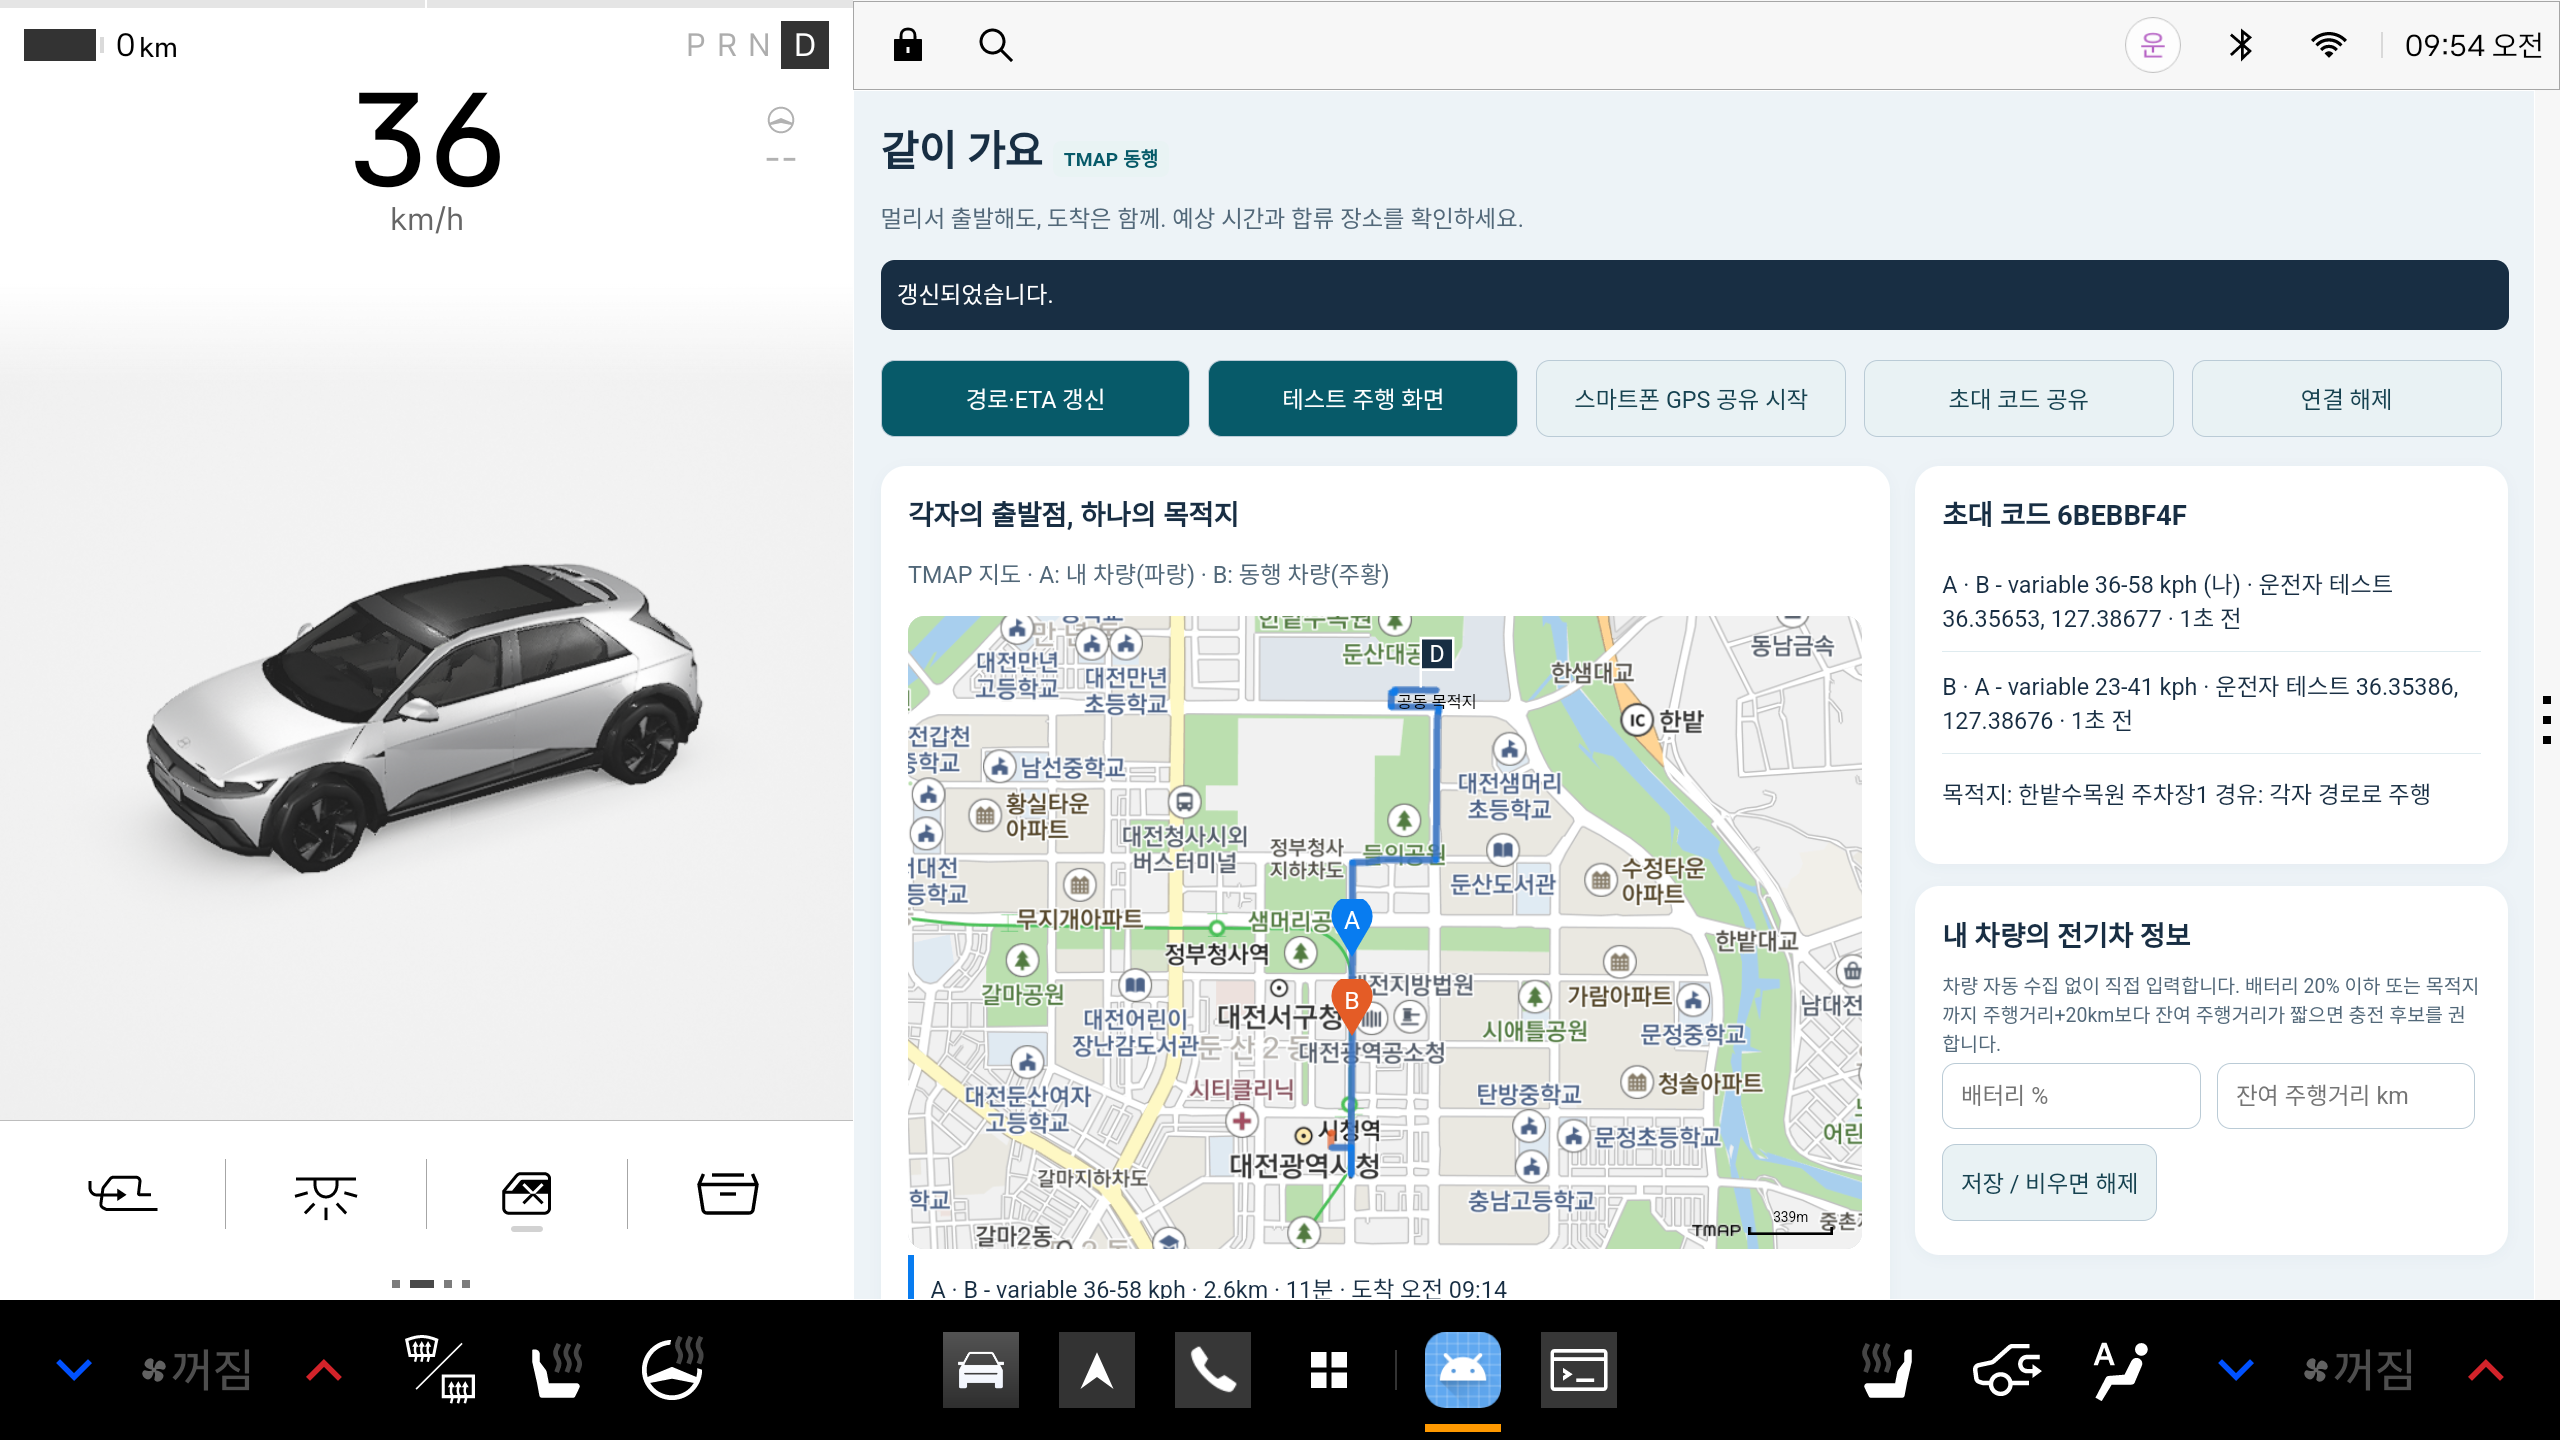 0 km
P R N D
36
km/h
--
운
09:54 오전
같이 가요 TMAP 동행
멀리서 출발해도, 도착은 함께. 예상 시간과 합류 장소를 확인하세요.
갱신되었습니다.
경로·ETA 갱신
테스트 주행 화면
스마트폰 GPS 공유 시작
초대 코드 공유
연결 해제
각자의 출발점, 하나의 목적지
TMAP 지도 · A: 내 차량(파랑) · B: 동행 차량(주황)
둔산대공
D
공동 목적지
한샘대교
동남금속
대전만년
고등학교
대전만년
초등학교
IC 한밭
전갑천
남선중학교
황실타운
아파트
대전샘머리
초등학교
대전청사시외
버스터미널
정부청사
지하차도
들의공원
둔산도서관
수정타운
아파트
무지개아파트
샘머리공
A
정부청사역
한밭대교
갈마공원
B
전지방법원
가람아파트
남대전
대전어린이
장난감도서관
대전서구청
둔산2동
대전광역공소청
시애틀공원
문정중학교
시티클리닉
대전둔산여자
고등학교
탄방중학교
청솔아파트
시청역
문정초등학교
대전광역시청
갈마지하차도
학교
충남고등학교
갈마2동
TMAP 339m
A · B - variable 36-58 kph · 2.6km · 11분 · 도착 오전 09:14
초대 코드 6BEBBF4F
A · B - variable 36-58 kph (나) · 운전자 테스트
36.35653, 127.38677 · 1초 전
B · A - variable 23-41 kph · 운전자 테스트 36.35386,
127.38676 · 1초 전
목적지: 한밭수목원 주차장1 경유: 각자 경로로 주행
내 차량의 전기차 정보
차량 자동 수집 없이 직접 입력합니다. 배터리 20% 이하 또는 목적지
까지 주행거리+20km보다 잔여 주행거리가 짧으면 충전 후보를 권
합니다.
배터리 %
잔여 주행거리 km
저장 / 비우면 해제
꺼짐
A
꺼짐